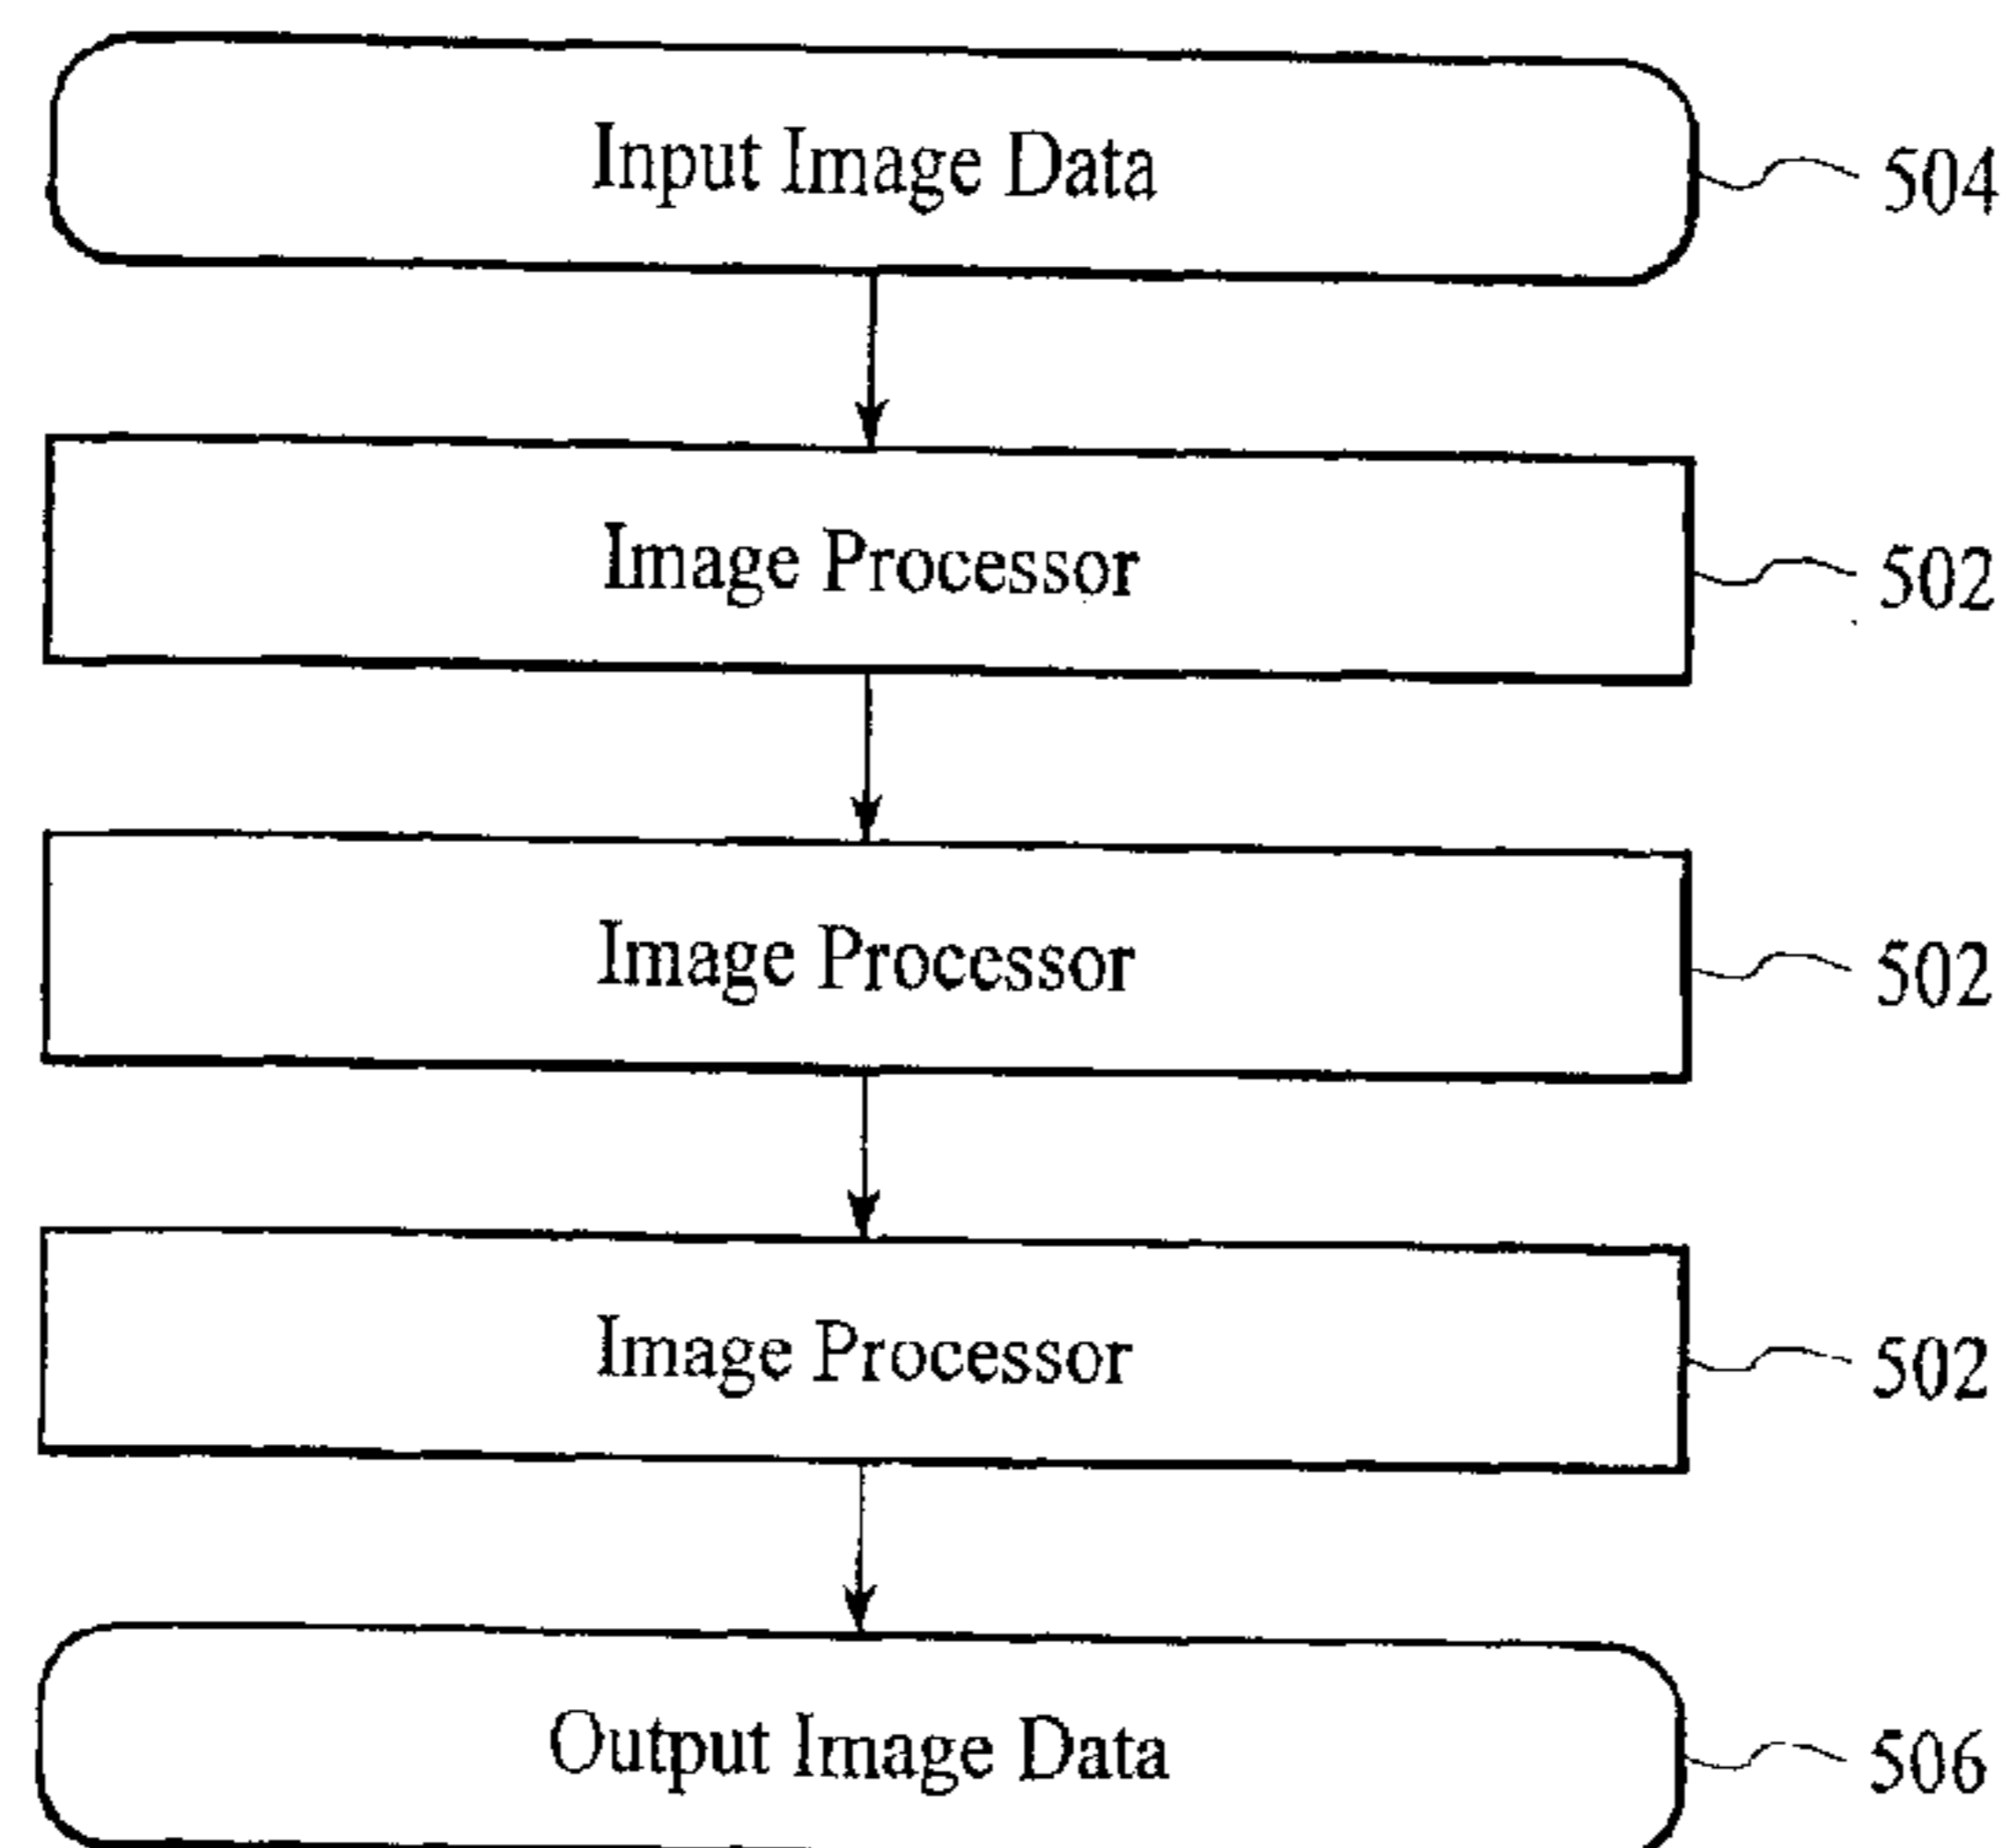 Input Image Data
504
Image Processor
502
Image Processor
502
Image Processor
502
Output Image Data
506